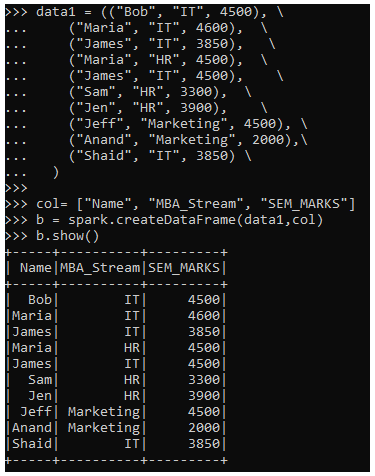 >>> data1 = (("Bob", "IT", 4500), \
...     ("Maria", "IT", 4600),  \
...     ("James", "IT", 3850),  \
...     ("Maria", "HR", 4500),  \
...     ("James", "IT", 4500),    \
...     ("Sam", "HR", 3300),  \
...     ("Jen", "HR", 3900),    \
...     ("Jeff", "Marketing", 4500), \
...     ("Anand", "Marketing", 2000),\
...     ("Shaid", "IT", 3850) \
...   )
>>>
>>> col= ["Name", "MBA_Stream", "SEM_MARKS"]
>>> b = spark.createDataFrame(data1,col)
>>> b.show()
+-----+----------+---------+
| Name|MBA_Stream|SEM_MARKS|
+-----+----------+---------+
|  Bob|        IT|     4500|
|Maria|        IT|     4600|
|James|        IT|     3850|
|Maria|        HR|     4500|
|James|        IT|     4500|
|  Sam|        HR|     3300|
|  Jen|        HR|     3900|
| Jeff| Marketing|     4500|
|Anand| Marketing|     2000|
|Shaid|        IT|     3850|
+-----+----------+---------+